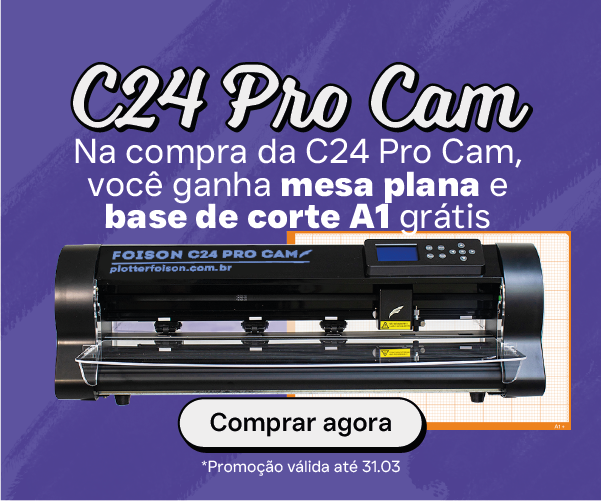 C24 Pro Cam
Na compra da C24 Pro Cam,
você ganha mesa plana e
base de corte A1 grátis
FOISON C24 PRO CAM
plotterfoison.com.br
A1+
Comprar agora
*Promoção válida até 31.03